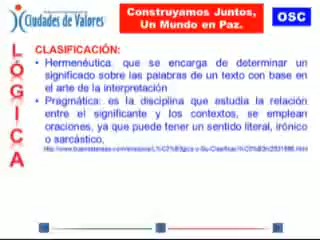 Ciudades de Valores
Construyamos Juntos,
Un Mundo en Paz.
OSC
LÓGICA
CLASIFICACIÓN:
• Hermenéutica: que se encarga de determinar un
significado sobre las palabras de un texto con base en
el arte de la interpretación
• Pragmática: es la disciplina que estudia la relación
entre el significante y los contextos, se emplean
oraciones, ya que puede tener un sentido literal, irónico
o sarcástico,